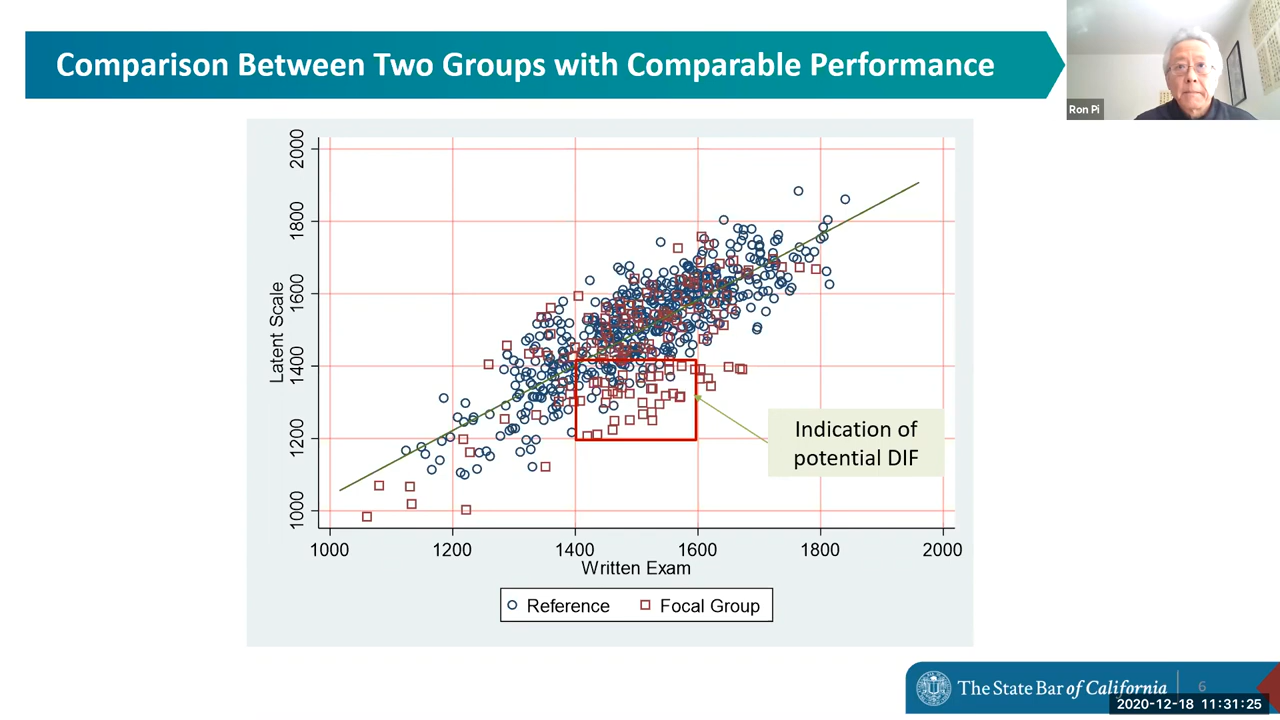 Comparison Between Two Groups with Comparable Performance
Ron Pi
2000
1800
1600
1400
1200
1000
Latent Scale
Indication of
potential DIF
1000 1200 1400 1600 1800 2000
Written Exam
Reference Focal Group
The State Bar of California
6
2020-12-18 11:31:25